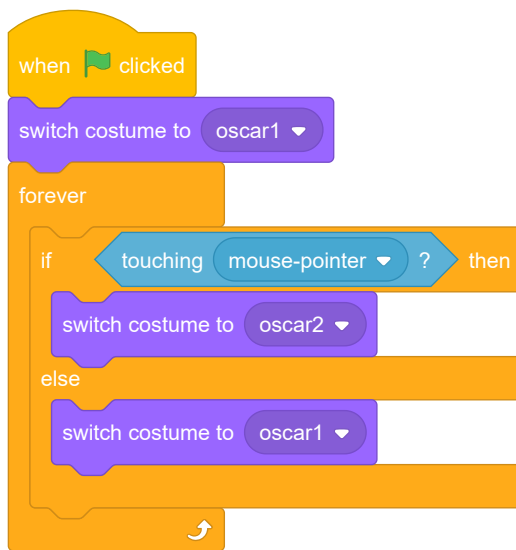 when clicked
switch costume to oscar1
forever
if touching mouse-pointer ? then
switch costume to oscar2
else
switch costume to oscar1